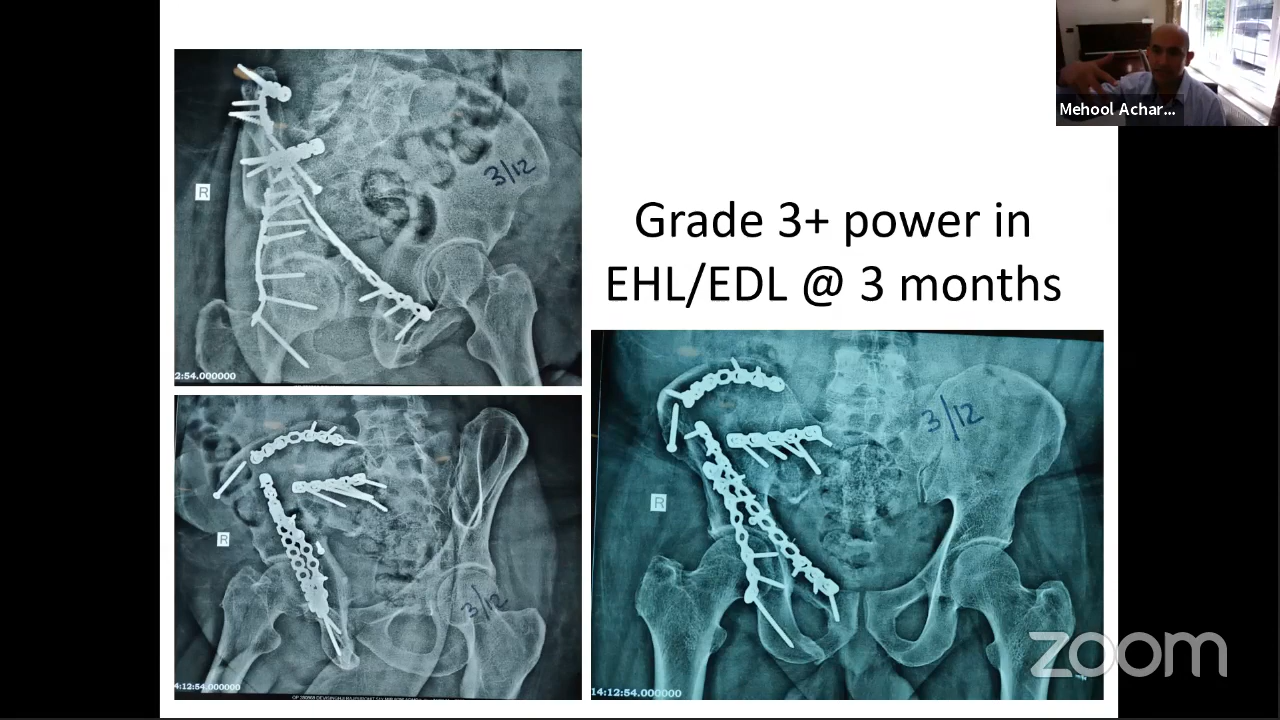 Mehool Achar...
Grade 3+ power in
EHL/EDL @ 3 months
3/12
R
2:54.000000
3/12
R
4:12:54.000000
3/12
R
14:12:54.000000
zoom